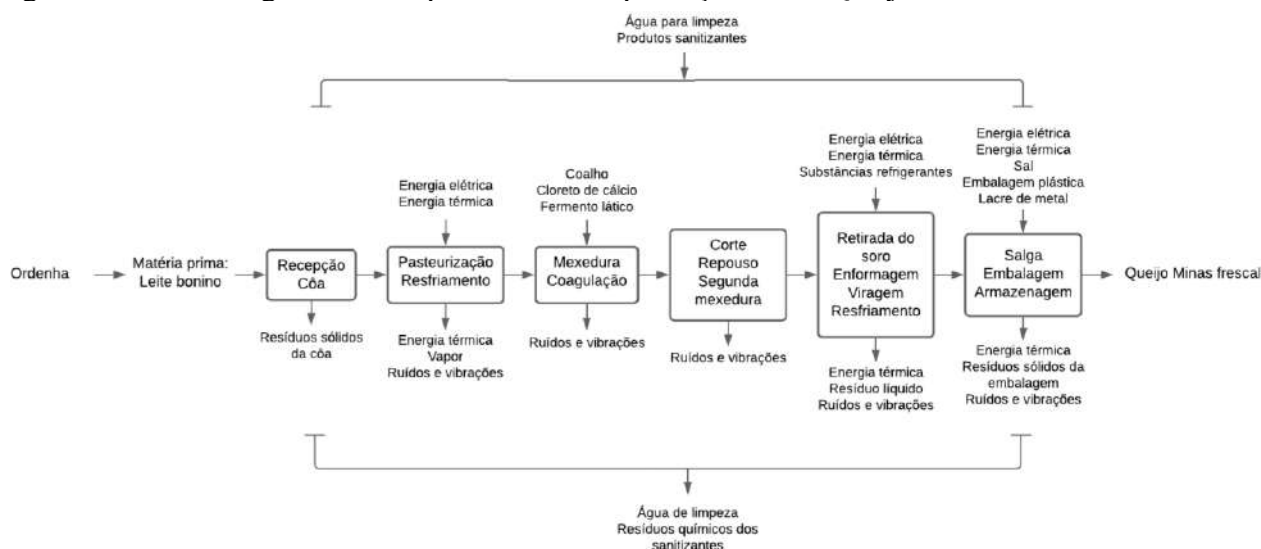 Água para limpeza
Produtos sanitizantes
Energia elétrica
Energia térmica
Coalho
Cloreto de cálcio
Fermento lático
Energia elétrica
Energia térmica
Substâncias refrigerantes
Energia elétrica
Energia térmica
Sal
Embalagem plástica
Lacre de metal
Ordenha
Matéria prima:
Leite bonino
Recepção
Côa
Pasteurização
Resfriamento
Mexedura
Coagulação
Corte
Repouso
Segunda
mexedura
Retirada do
soro
Enformagem
Viragem
Resfriamento
Salga
Embalagem
Armazenagem
Queijo Minas frescal
Resíduos sólidos
da côa
Energia térmica
Vapor
Ruídos e vibrações
Ruídos e vibrações
Ruídos e vibrações
Energia térmica
Resíduo líquido
Ruídos e vibrações
Energia térmica
Resíduos sólidos da
embalagem
Ruídos e vibrações
Água de limpeza
Resíduos químicos dos
sanitizantes